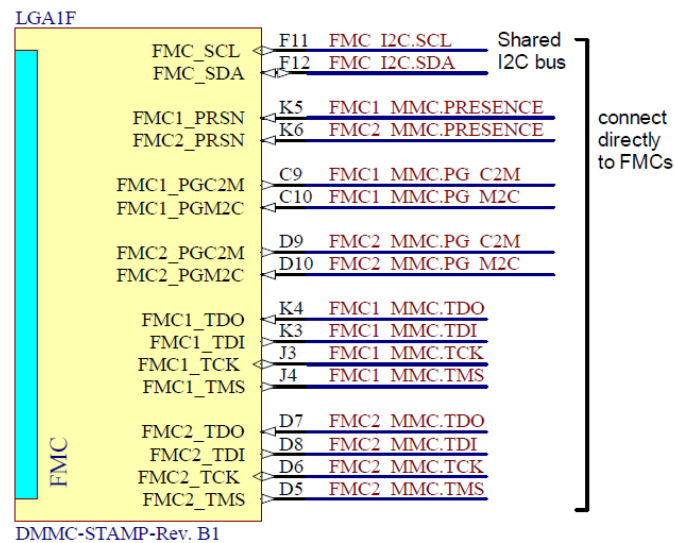 LGA1F
FMC_SCL F11 FMC_I2C.SCL Shared
FMC_SDA F12 FMC_I2C.SDA I2C bus
FMC1_PRSN K5 FMC1_MMC.PRESENCE
FMC2_PRSN K6 FMC2_MMC.PRESENCE
connect
directly
to FMCs
FMC1_PGC2M C9 FMC1_MMC.PG_C2M
FMC1_PGM2C C10 FMC1_MMC.PG_M2C
FMC2_PGC2M D9 FMC2_MMC.PG_C2M
FMC2_PGM2C D10 FMC2_MMC.PG_M2C
FMC1_TDO K4 FMC1_MMC.TDO
FMC1_TDI K3 FMC1_MMC.TDI
FMC1_TCK J3 FMC1_MMC.TCK
FMC1_TMS J4 FMC1_MMC.TMS
FMC2_TDO D7 FMC2_MMC.TDO
FMC2_TDI D8 FMC2_MMC.TDI
FMC2_TCK D6 FMC2_MMC.TCK
FMC2_TMS D5 FMC2_MMC.TMS
FMC
DMMC-STAMP-Rev. B1